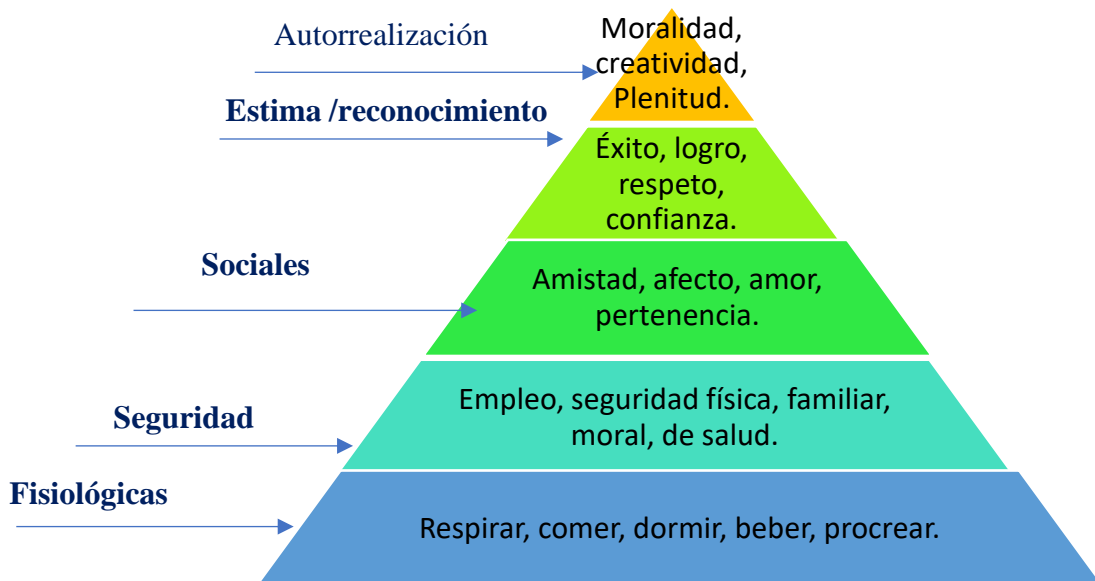 Autorrealización
Moralidad,
creatividad,
Plenitud.
Estima /reconocimiento
Éxito, logro,
respeto,
confianza.
Sociales
Amistad, afecto, amor,
pertenencia.
Seguridad
Empleo, seguridad física, familiar,
moral, de salud.
Fisiológicas
Respirar, comer, dormir, beber, procrear.